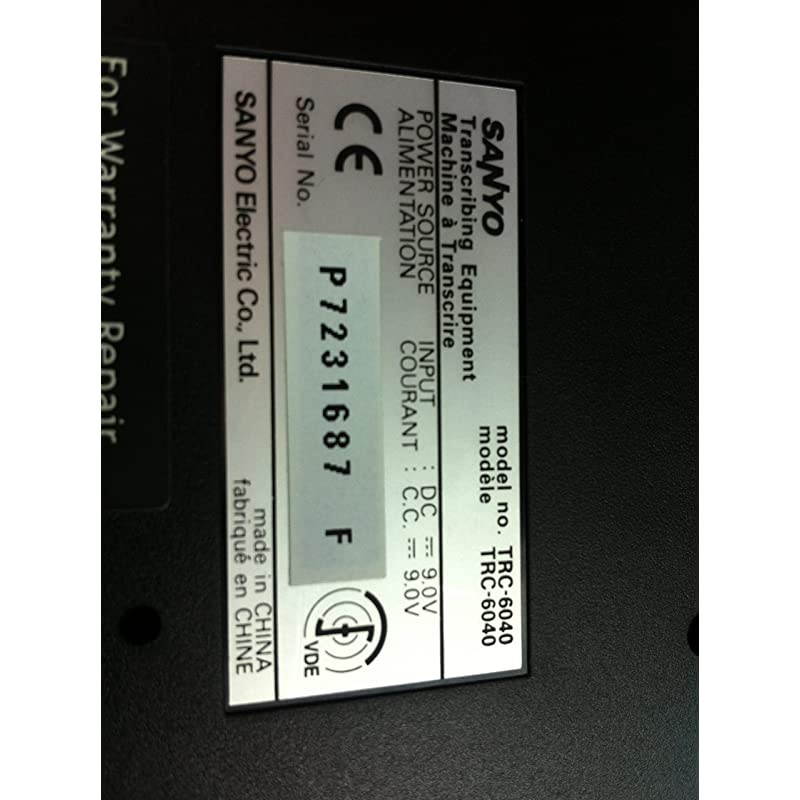 SANYO
Transcribing Equipment model no. TRC-6040
Machine à Transcrire modèle TRC-6040
POWER SOURCE INPUT : DC ⎓ 9.0V
ALIMENTATION COURANT : C.C. ⎓ 9.0V
CE
Serial No. P7231687 F
VDE
SANYO Electric Co., Ltd. made in CHINA
fabriqué en CHINE
For Warranty Repair